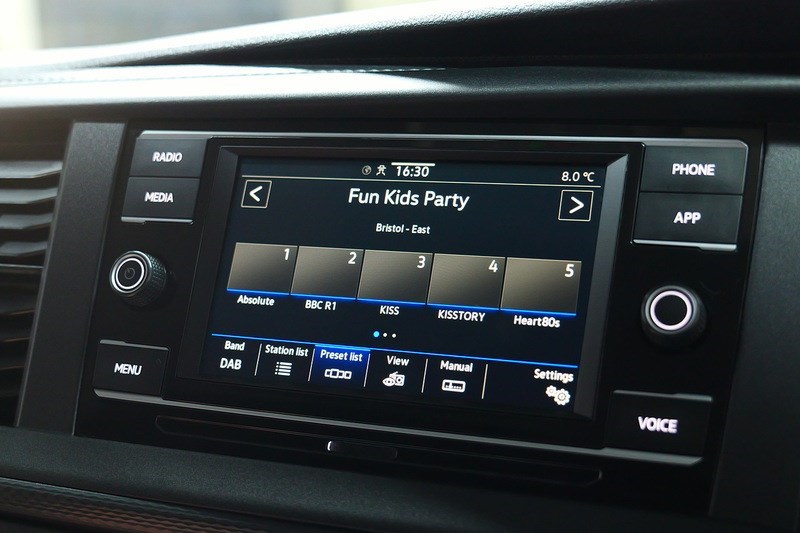 RADIO
MEDIA
MENU
16:30
8.0 °C
<
Fun Kids Party
>
Bristol - East
1
2
3
4
5
Absolute
BBC R1
KISS
KISSTORY
Heart80s
Band
DAB
Station list
Preset list
View
Manual
Settings
PHONE
APP
VOICE